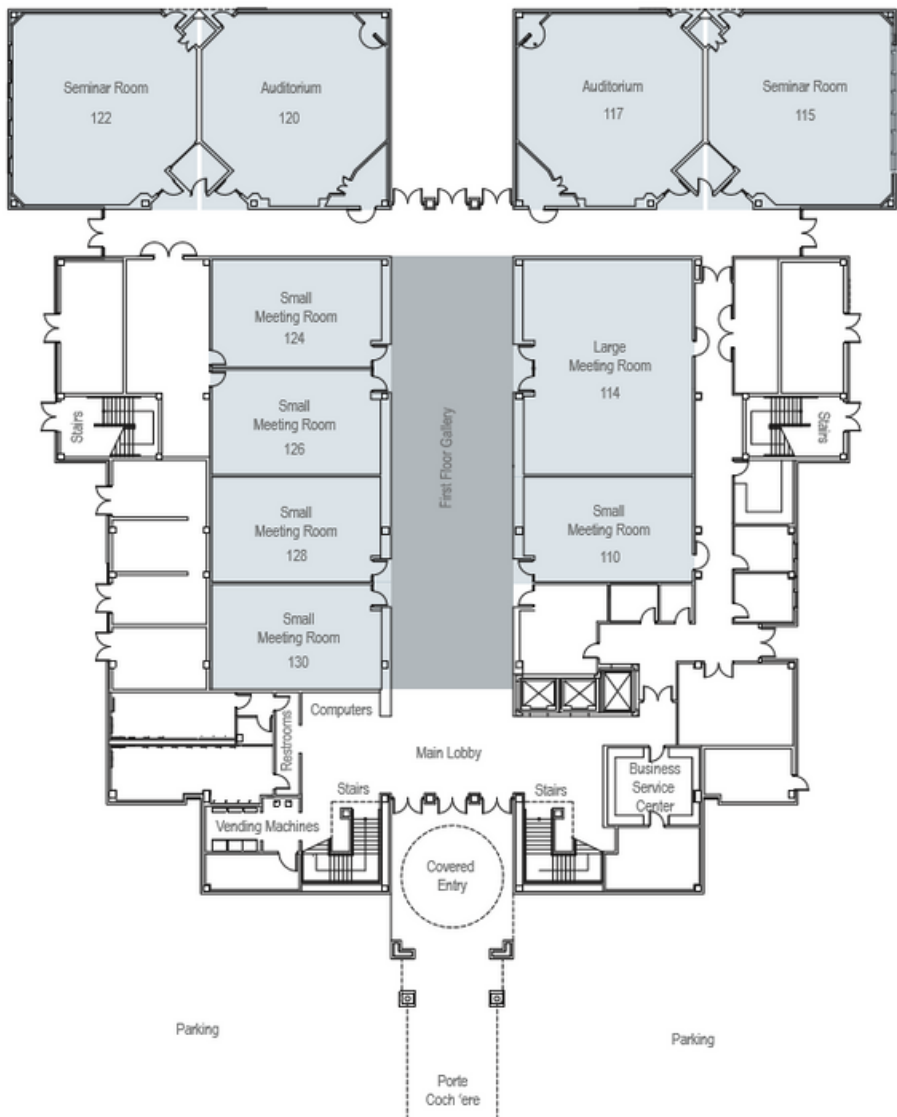 Seminar Room
122
Auditorium
120
Auditorium
117
Seminar Room
115
Small
Meeting Room
124
Large
Meeting Room
114
Small
Meeting Room
126
Stairs
First Floor Gallery
Stairs
Small
Meeting Room
128
Small
Meeting Room
110
Small
Meeting Room
130
Computers
Restrooms
Main Lobby
Business
Service
Center
Stairs
Stairs
Vending Machines
Covered
Entry
Parking
Parking
Porte
Coch 'ere